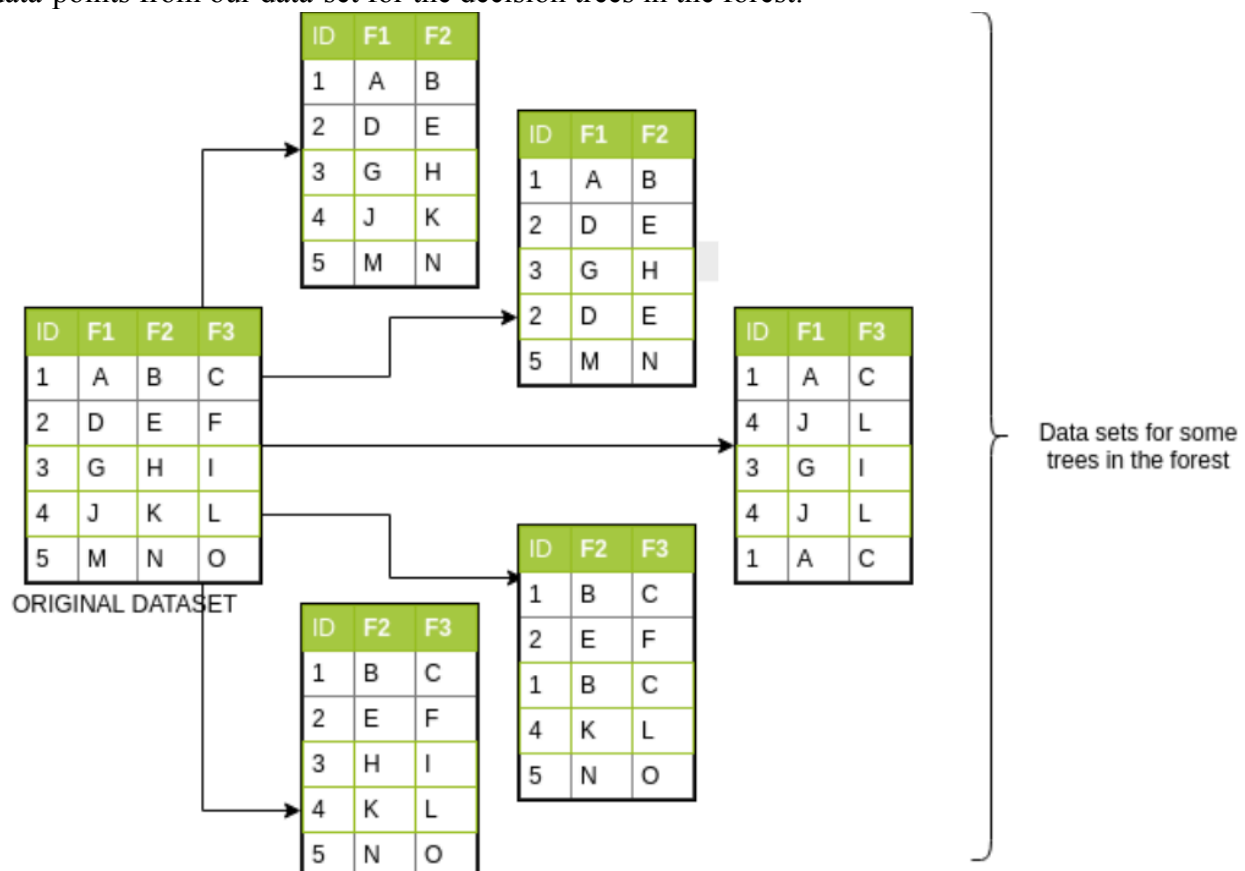 data points from our data set for the decision trees in the forest.
ID F1 F2
1 A B
2 D E
3 G H
4 J K
5 M N
ID F1 F2
1 A B
2 D E
3 G H
2 D E
5 M N
ID F1 F2 F3
1 A B C
2 D E F
3 G H I
4 J K L
5 M N O
ORIGINAL DATASET
ID F1 F3
1 A C
4 J L
3 G I
4 J L
1 A C
Data sets for some
trees in the forest
ID F2 F3
1 B C
2 E F
1 B C
4 K L
5 N O
ID F2 F3
1 B C
2 E F
3 H I
4 K L
5 N O